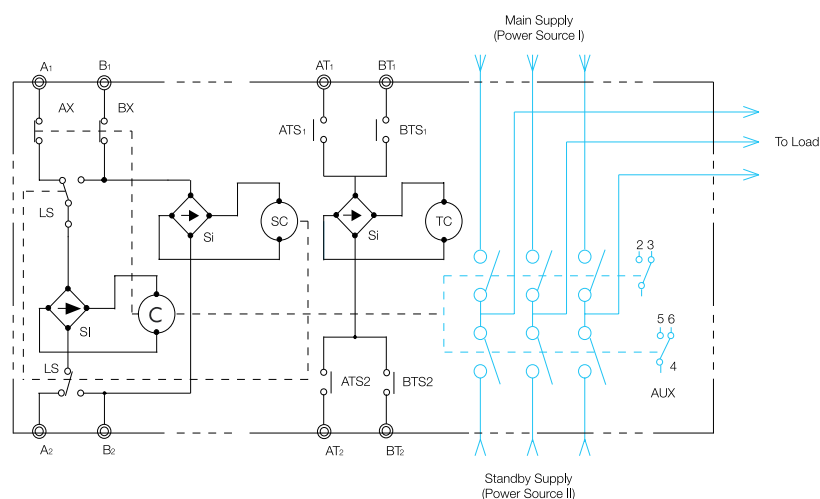 Main Supply
(Power Source I)
A1 B1 AT1 BT1
AX BX ATS1 BTS1
To Load
LS Si SC Si TC
2 3
SI C
5 6
LS ATS2 BTS2 4
AUX
A2 B2 AT2 BT2
Standby Supply
(Power Source II)